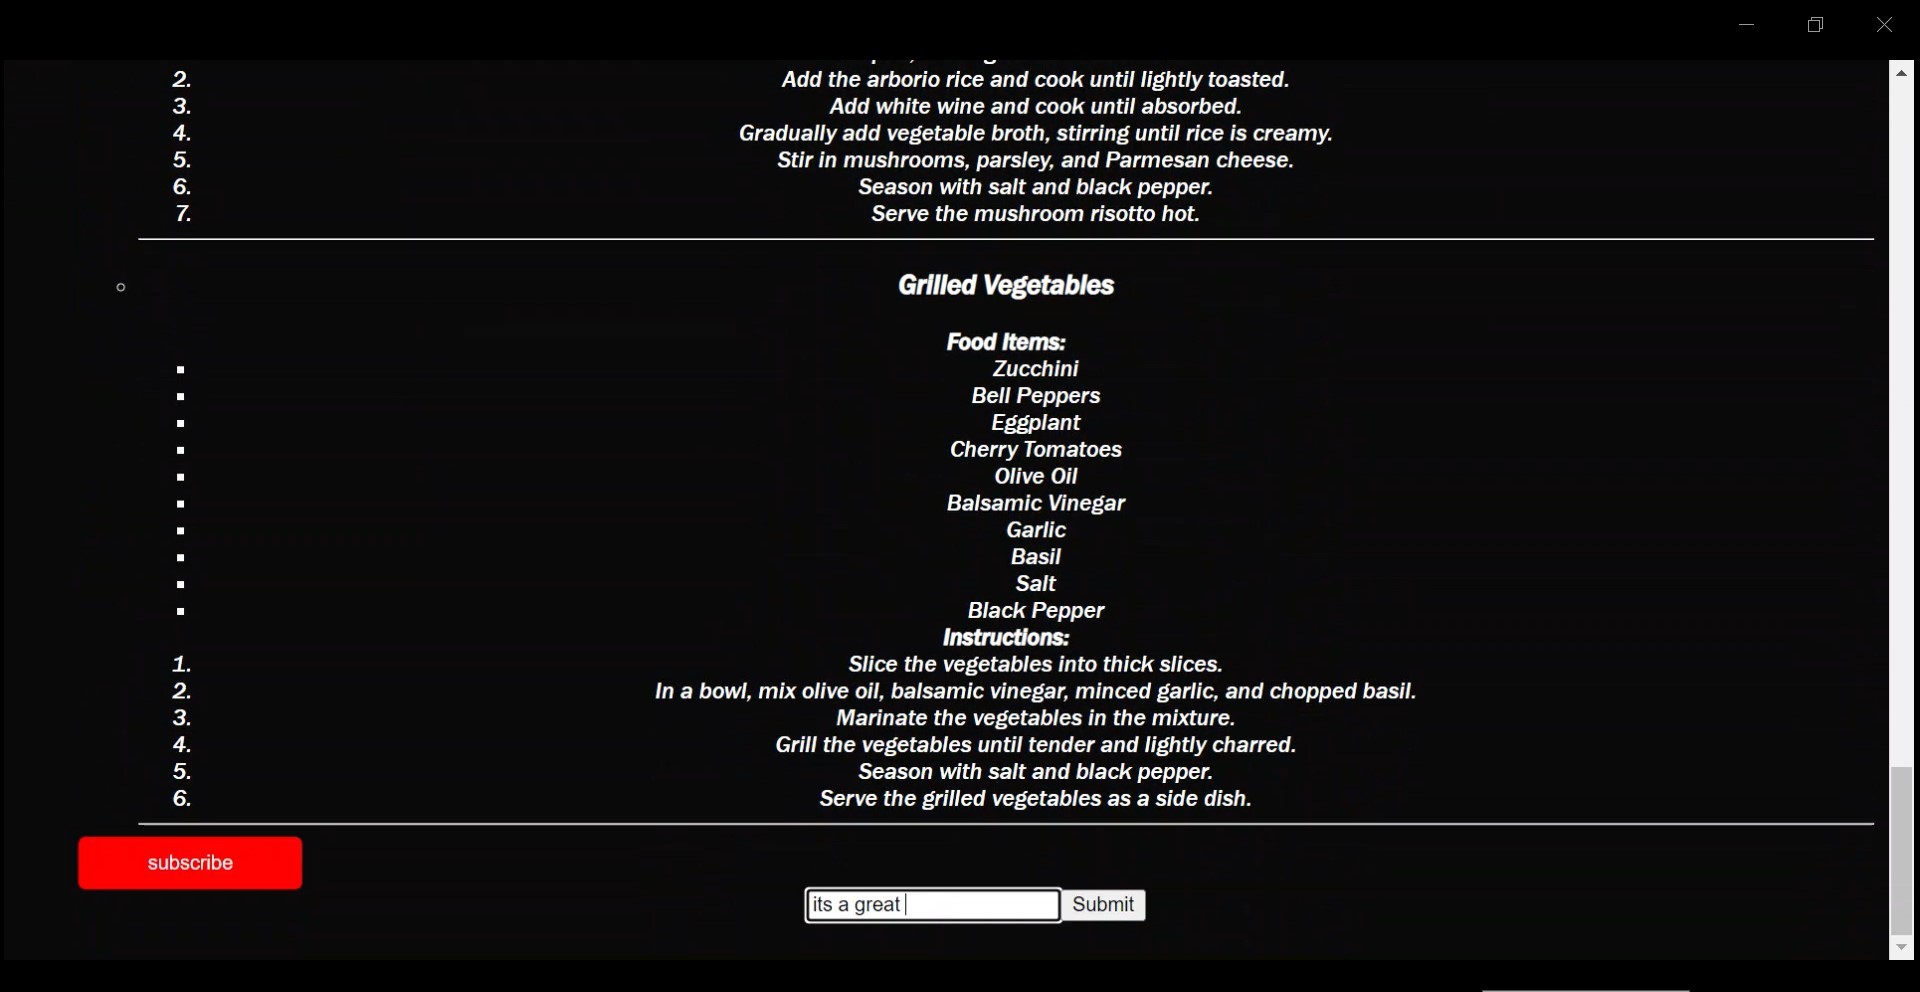 2. Add the arborio rice and cook until lightly toasted.
3. Add white wine and cook until absorbed.
4. Gradually add vegetable broth, stirring until rice is creamy.
5. Stir in mushrooms, parsley, and Parmesan cheese.
6. Season with salt and black pepper.
7. Serve the mushroom risotto hot.
Grilled Vegetables
Food Items:
Zucchini
Bell Peppers
Eggplant
Cherry Tomatoes
Olive Oil
Balsamic Vinegar
Garlic
Basil
Salt
Black Pepper
Instructions:
1. Slice the vegetables into thick slices.
2. In a bowl, mix olive oil, balsamic vinegar, minced garlic, and chopped basil.
3. Marinate the vegetables in the mixture.
4. Grill the vegetables until tender and lightly charred.
5. Season with salt and black pepper.
6. Serve the grilled vegetables as a side dish.
subscribe
its a great Submit